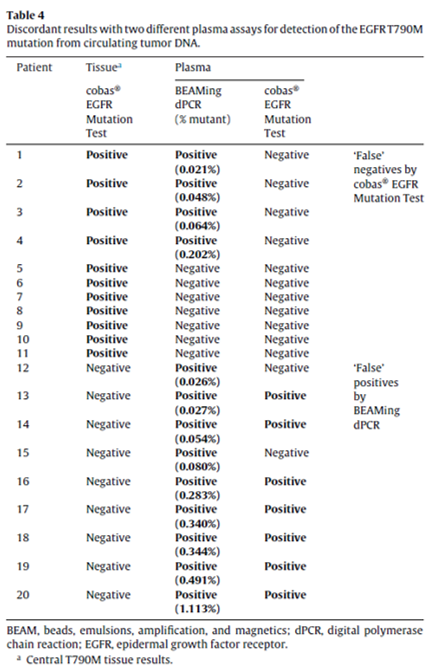 Table 4
Discordant results with two different plasma assays for detection of the EGFR T790M
mutation from circulating tumor DNA.
Patient Tissueᵃ Plasma
cobas® BEAMing cobas®
EGFR dPCR EGFR
Mutation (% mutant) Mutation
Test Test
1 Positive Positive Negative 'False'
(0.021%) negatives by
2 Positive Positive Negative cobas® EGFR
(0.048%) Mutation Test
3 Positive Positive Negative
(0.064%)
4 Positive Positive Negative
(0.202%)
5 Positive Negative Negative
6 Positive Negative Negative
7 Positive Negative Negative
8 Positive Negative Negative
9 Positive Negative Negative
10 Positive Negative Negative
11 Positive Negative Negative
12 Negative Positive Negative 'False'
(0.026%) positives
13 Negative Positive Positive by
(0.027%) BEAMing
14 Negative Positive Positive dPCR
(0.054%)
15 Negative Positive Negative
(0.080%)
16 Negative Positive Positive
(0.283%)
17 Negative Positive Positive
(0.340%)
18 Negative Positive Positive
(0.344%)
19 Negative Positive Positive
(0.491%)
20 Negative Positive Positive
(1.113%)
BEAM, beads, emulsions, amplification, and magnetics; dPCR, digital polymerase
chain reaction; EGFR, epidermal growth factor receptor.
ᵃ Central T790M tissue results.